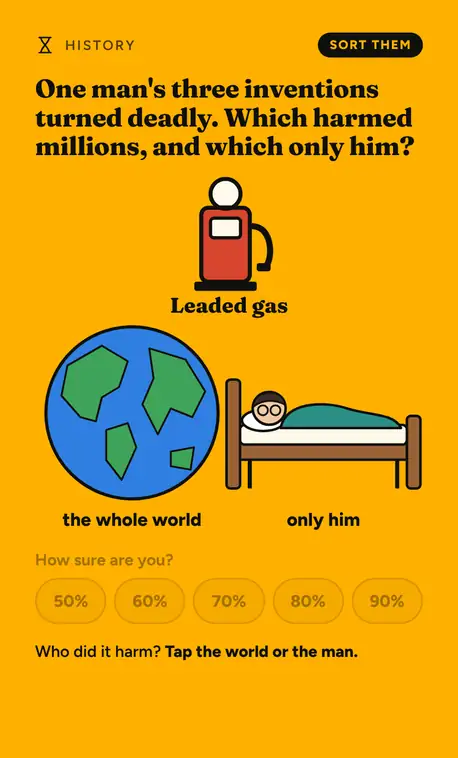 HISTORY
SORT THEM
One man's three inventions
turned deadly. Which harmed
millions, and which only him?
Leaded gas
the whole world
only him
How sure are you?
50%
60%
70%
80%
90%
Who did it harm? Tap the world or the man.